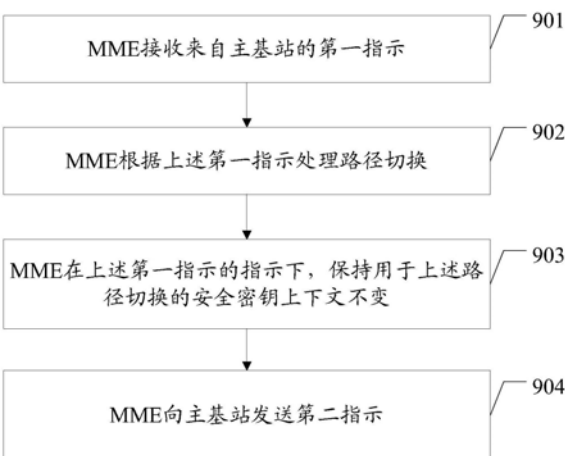 MME接收来自主基站的第一指示
901
MME根据上述第一指示处理路径切换
902
MME在上述第一指示的指示下，保持用于上述路
径切换的安全密钥上下文不变
903
MME向主基站发送第二指示
904